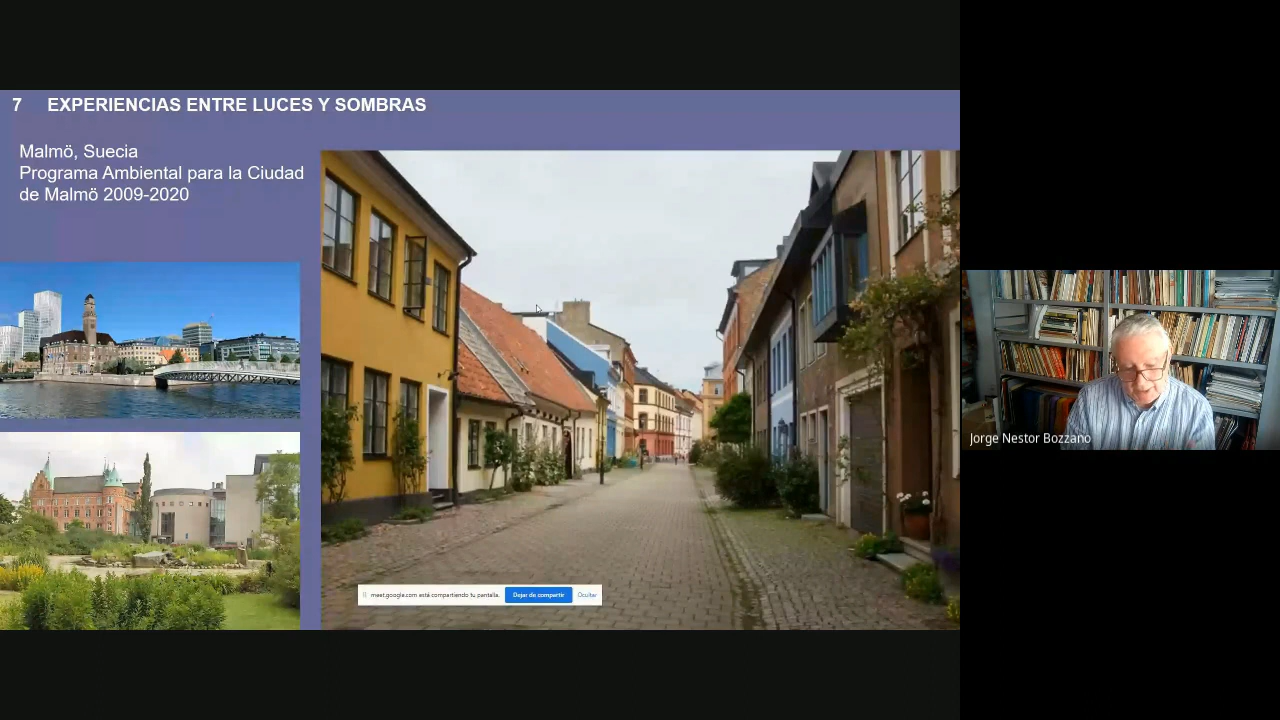 7 EXPERIENCIAS ENTRE LUCES Y SOMBRAS
Malmö, Suecia
Programa Ambiental para la Ciudad
de Malmö 2009-2020
meet.google.com está compartiendo tu pantalla.
Dejar de compartir
Ocultar
Jorge Nestor Bozzano